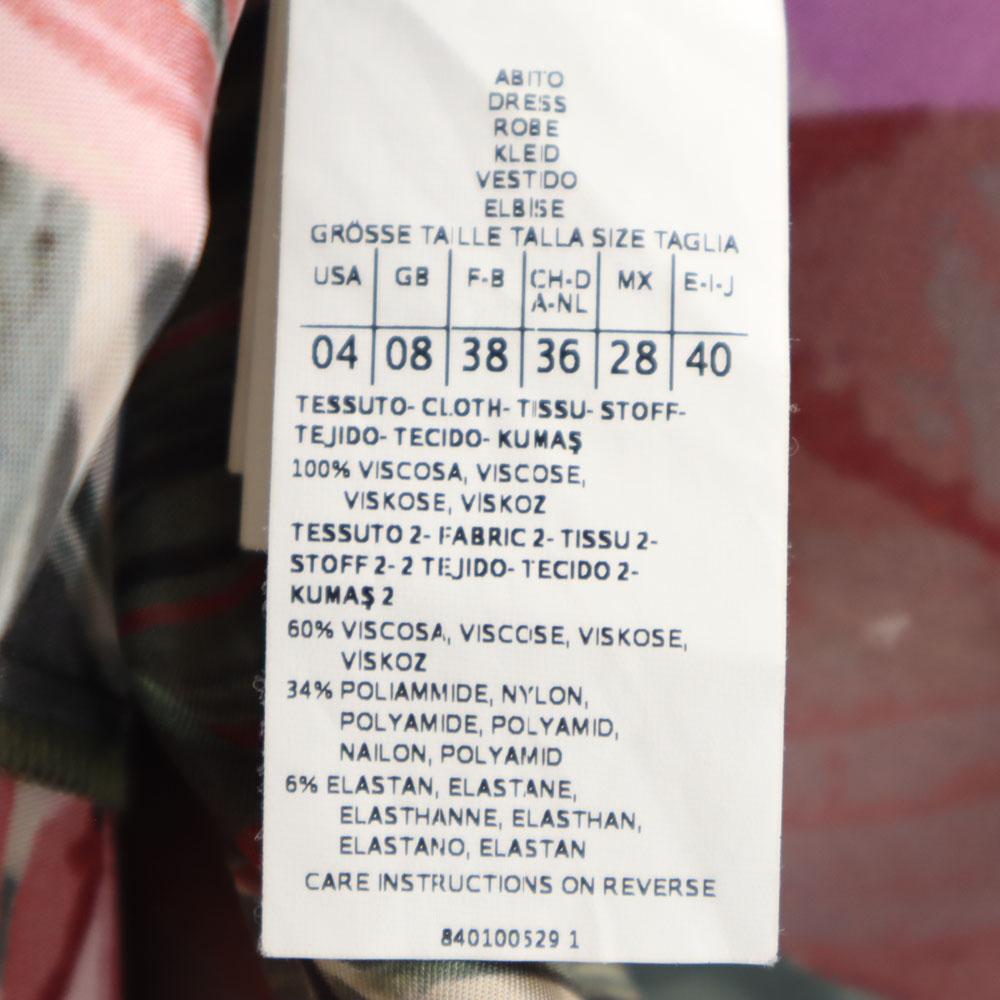 ABITO
DRESS
ROBE
KLEID
VESTIDO
ELBİSE
GRÖSSE TAILLE TALLA SIZE TAGLIA
USA GB F-B CH-D A-NL MX E-I-J
04 08 38 36 28 40
TESSUTO- CLOTH- TISSU- STOFF-
TEJIDO- TECIDO- KUMAŞ
100% VISCOSA, VISCOSE,
VISKOSE, VİSKOZ
TESSUTO 2- FABRIC 2- TISSU 2-
STOFF 2- 2 TEJIDO- TECIDO 2-
KUMAŞ 2
60% VISCOSA, VISCOSE, VISKOSE,
VİSKOZ
34% POLIAMMIDE, NYLON,
POLYAMIDE, POLYAMID,
NAILON, POLYAMID
6% ELASTAN, ELASTANE,
ELASTHANNE, ELASTHAN,
ELASTANO, ELASTAN
CARE INSTRUCTIONS ON REVERSE
840100529 1